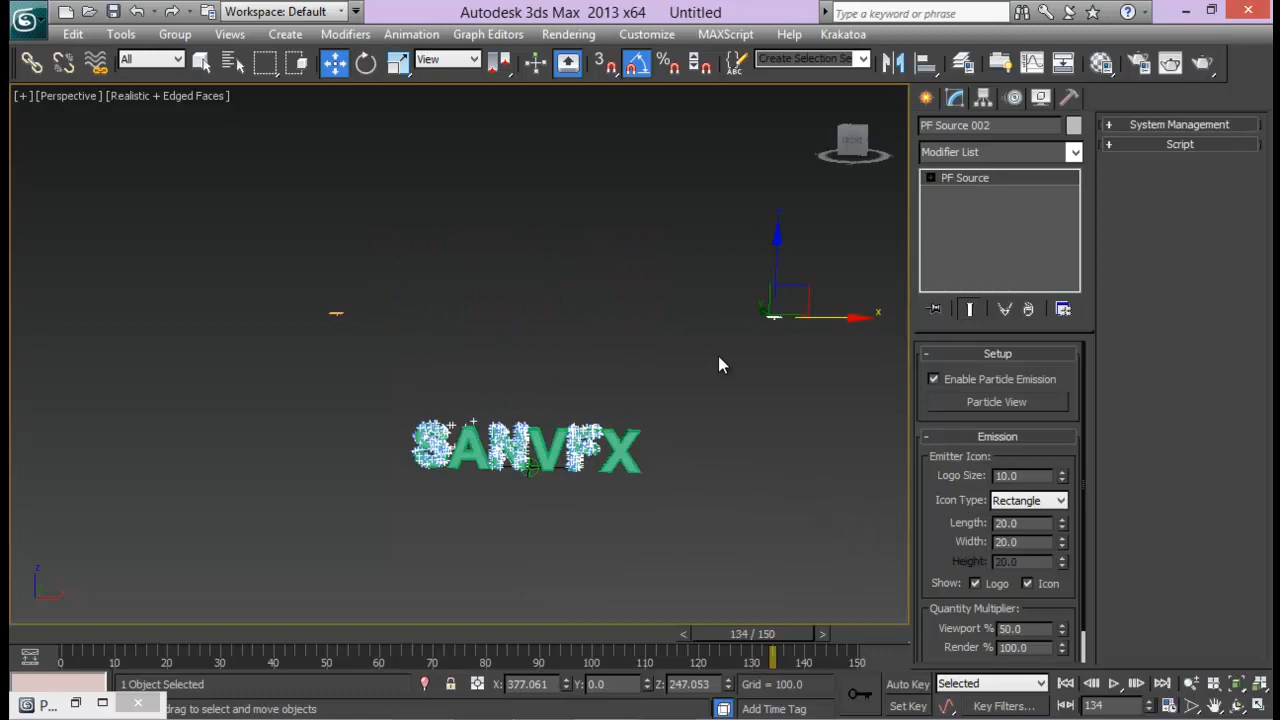 Workspace: Default
Autodesk 3ds Max 2013 x64 Untitled
Type a keyword or phrase
Edit Tools Group Views Create Modifiers Animation Graph Editors Rendering Customize MAXScript Help Krakatoa
All View 3 Create Selection Se
[+] [Perspective] [Realistic + Edged Faces]
FRONT
PF Source 002
Modifier List
PF Source
System Management
Script
z
x
SANVFX
z
Setup
Enable Particle Emission
Particle View
Emission
Emitter Icon:
Logo Size: 10.0
Icon Type: Rectangle
Length: 20.0
Width: 20.0
Height: 20.0
Show: Logo Icon
Quantity Multiplier:
Viewport % 50.0
Render % 100.0
< 134 / 150 >
0 10 20 30 40 50 60 70 80 90 100 110 120 130 140 150
1 Object Selected X: 377.061 Y: 0.0 Z: 247.053 Grid = 100.0 Auto Key Selected
P... drag to select and move objects Add Time Tag Set Key Key Filters... 134